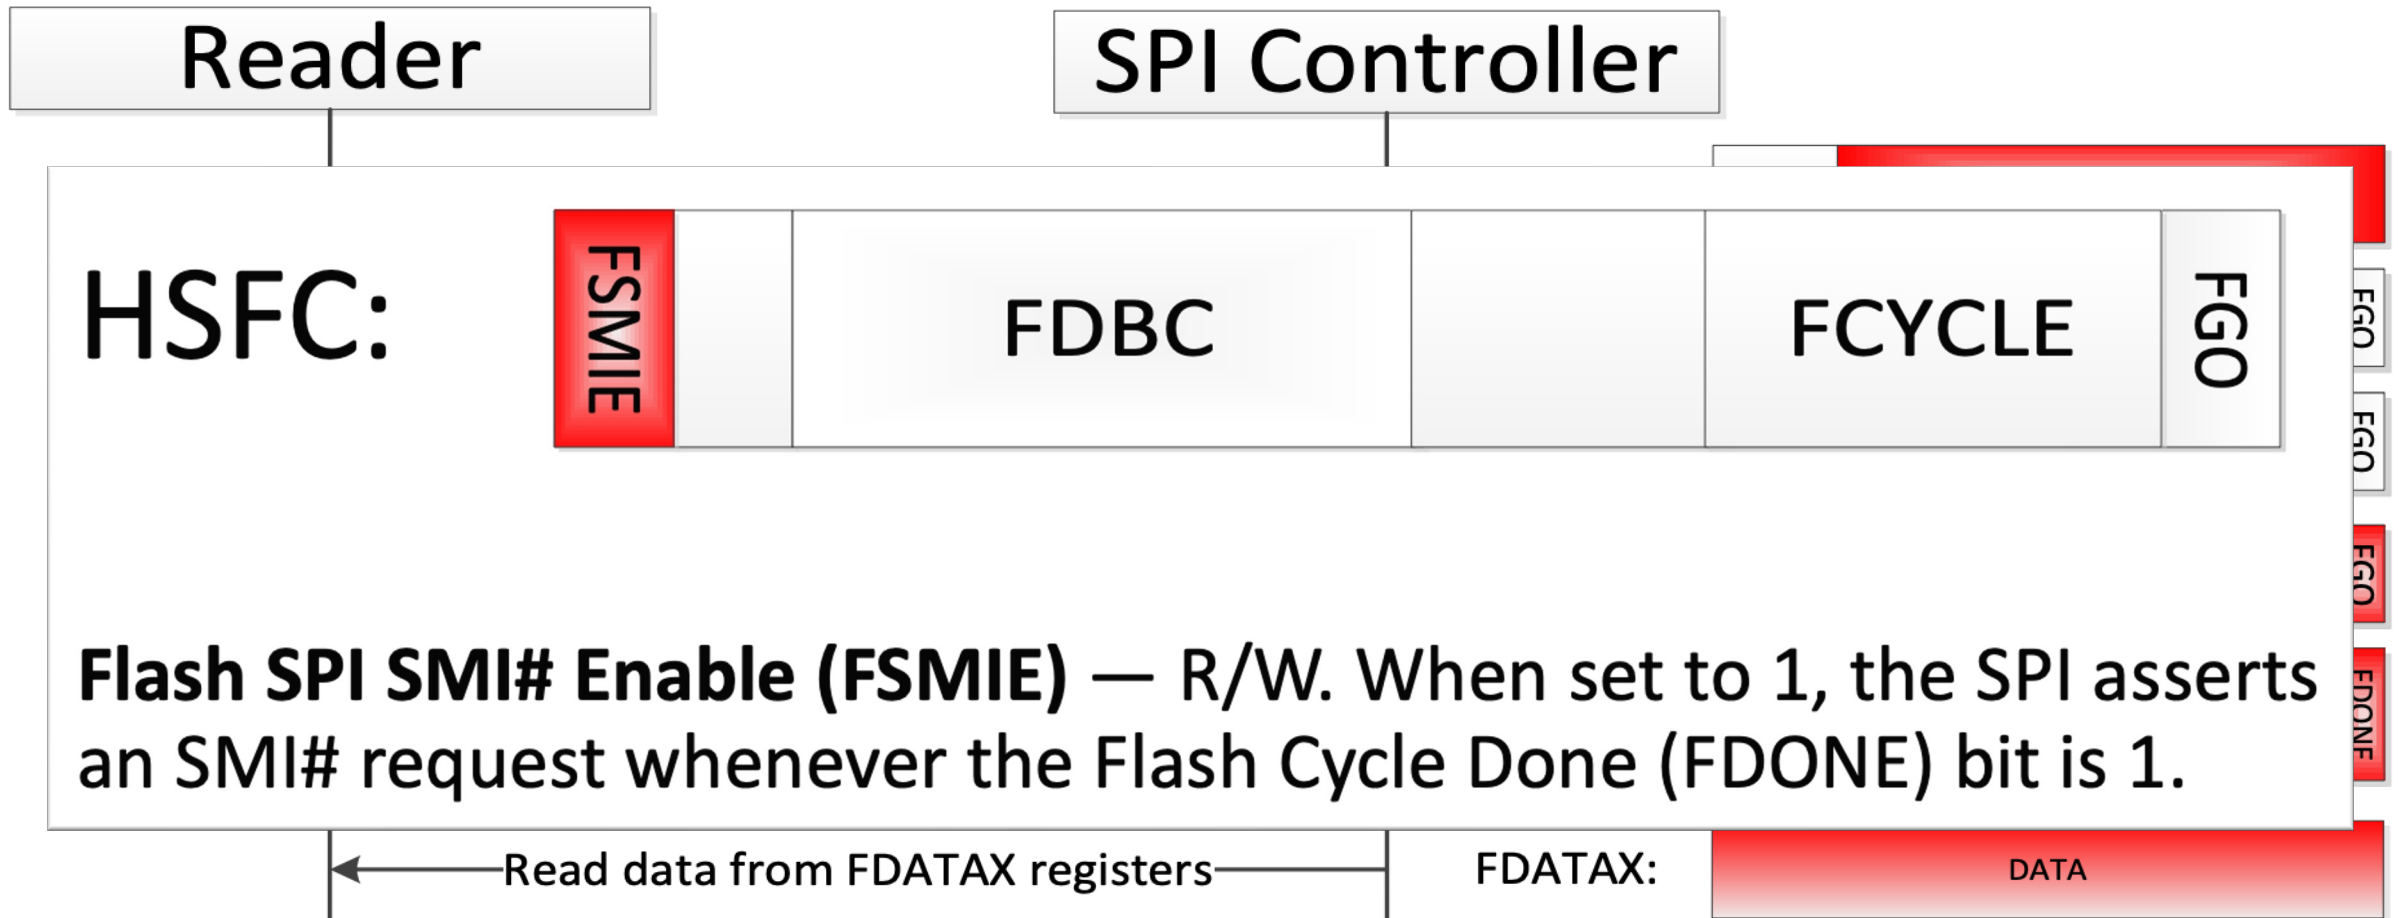 Reader
SPI Controller
HSFC:
FSMIE
FDBC
FCYCLE
FGO
FGO
FGO
FGO
FDONE
Flash SPI SMI# Enable (FSMIE) — R/W. When set to 1, the SPI asserts
an SMI# request whenever the Flash Cycle Done (FDONE) bit is 1.
Read data from FDATAX registers
FDATAX:
DATA